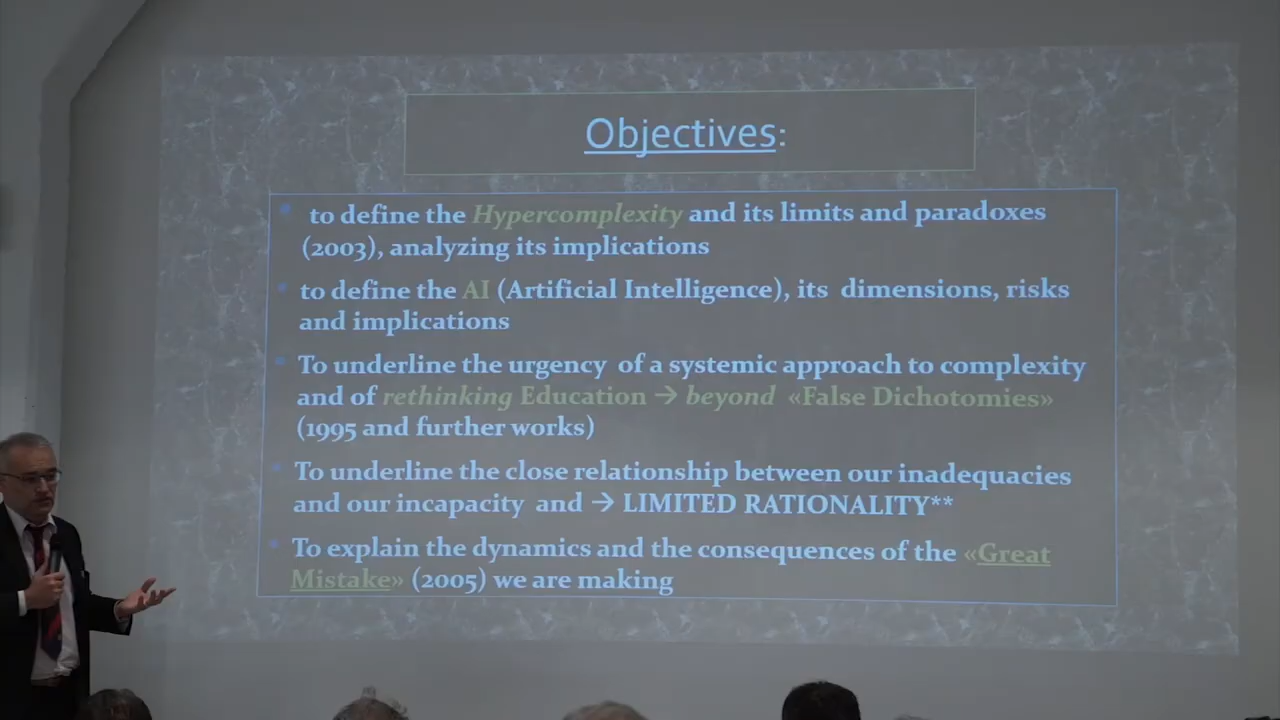 Objectives:
to define the Hypercomplexity and its limits and paradoxes
(2003), analyzing its implications
to define the AI (Artificial Intelligence), its dimensions, risks
and implications
To underline the urgency of a systemic approach to complexity
and of rethinking Education → beyond «False Dichotomies»
(1995 and further works)
To underline the close relationship between our inadequacies
and our incapacity and → LIMITED RATIONALITY**
To explain the dynamics and the consequences of the «Great
Mistake» (2005) we are making